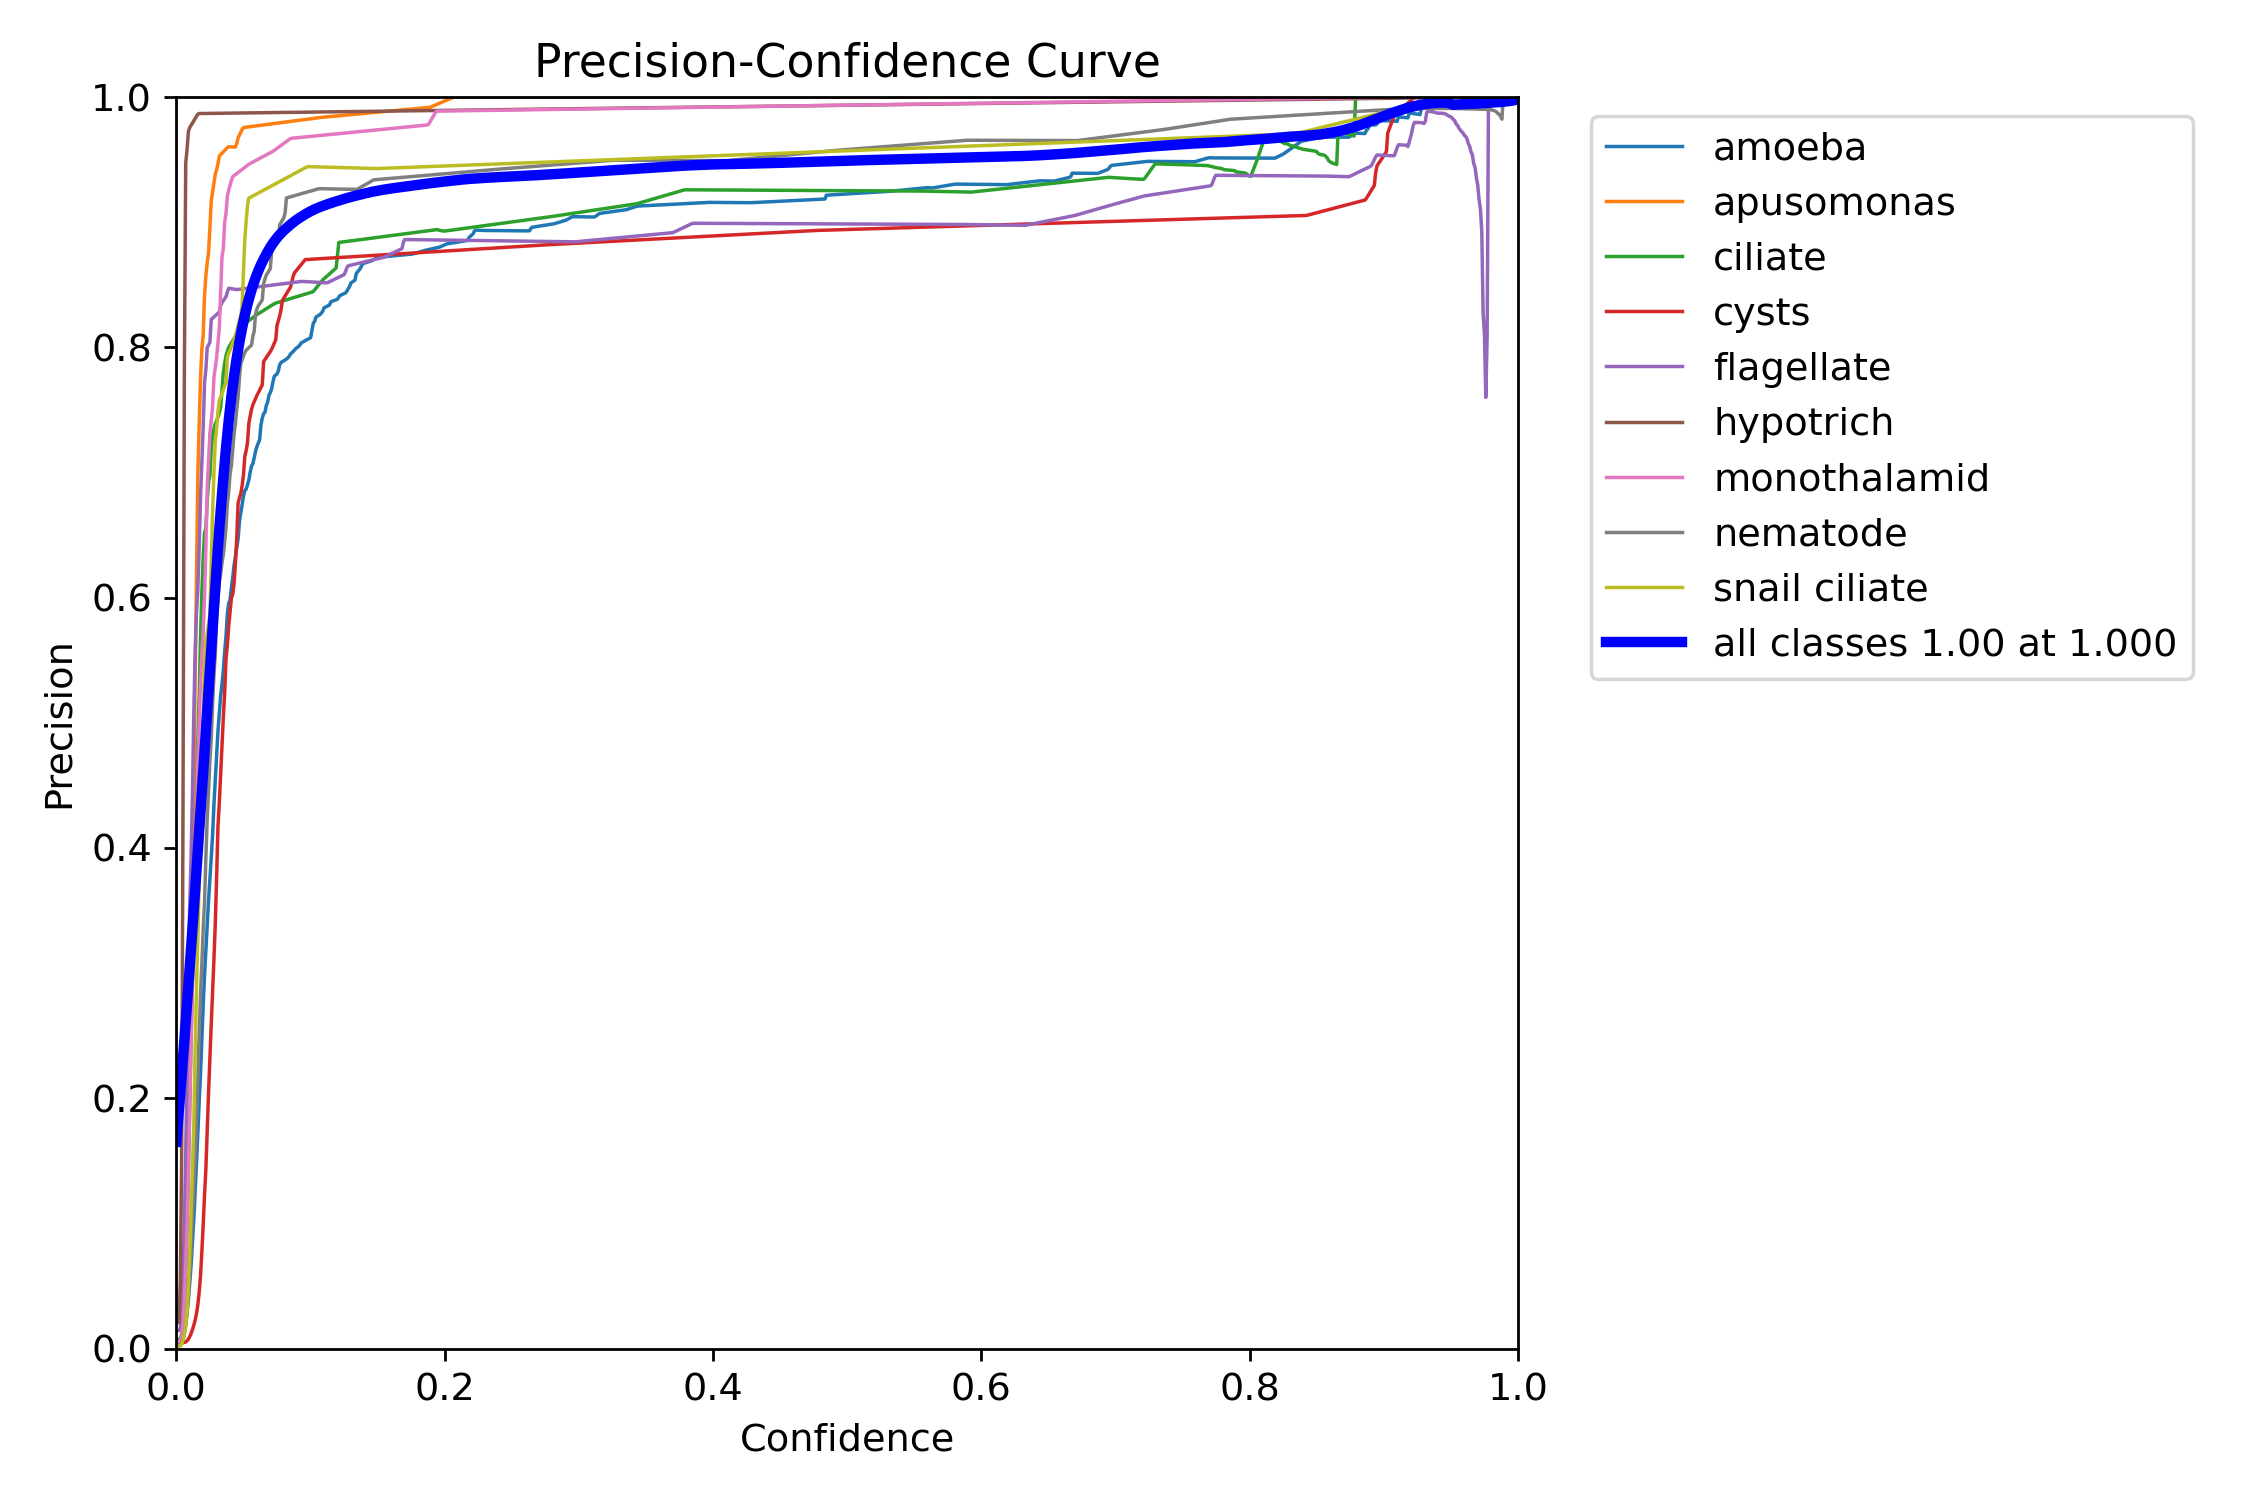 Precision-Confidence Curve
1.0
0.8
0.6
0.4
0.2
0.0
Precision
0.0 0.2 0.4 0.6 0.8 1.0
Confidence
amoeba
apusomonas
ciliate
cysts
flagellate
hypotrich
monothalamid
nematode
snail ciliate
all classes 1.00 at 1.000